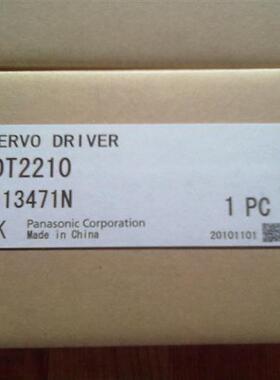 ERVO DRIVER
DT2210
13471N
1 PC
K Panasonic Corporation
Made in China
20101101